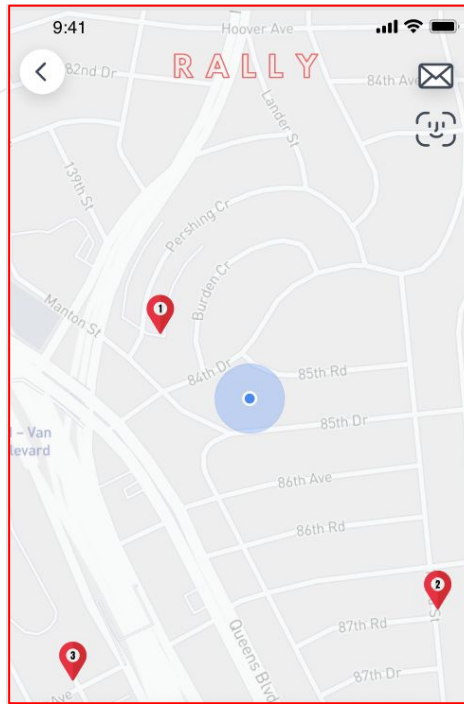 9:41
Hoover Ave
82nd Dr
RALLY
84th Ave
Lander St
139th St
Pershing Cr
Burden Cr
1
Manton St
84th Dr
85th Rd
85th Dr
– Van
86th Ave
86th Rd
2
St
Queens Blvd
87th Rd
3
87th Dr
Ave